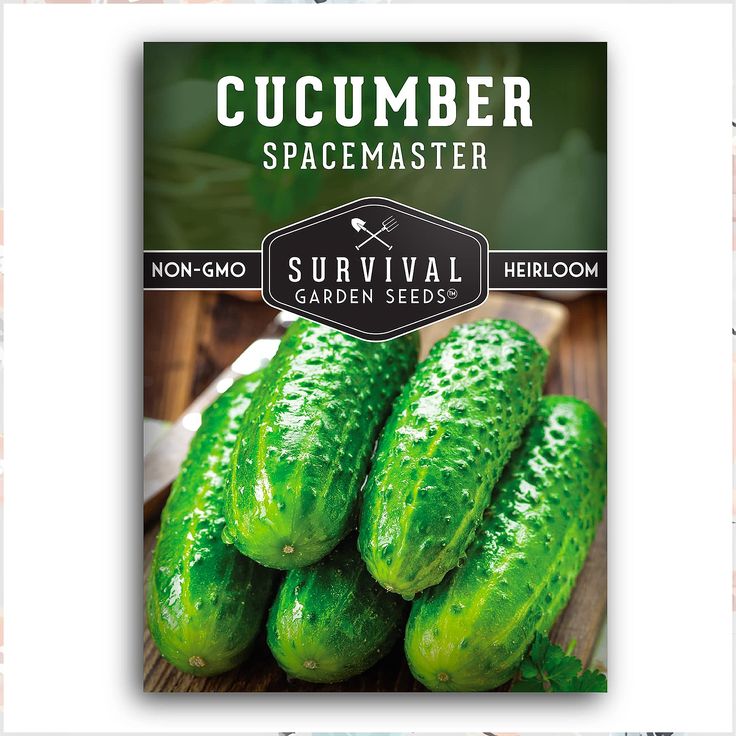 CUCUMBER
SPACEMASTER
NON-GMO
SURVIVAL
GARDEN SEEDS™
HEIRLOOM